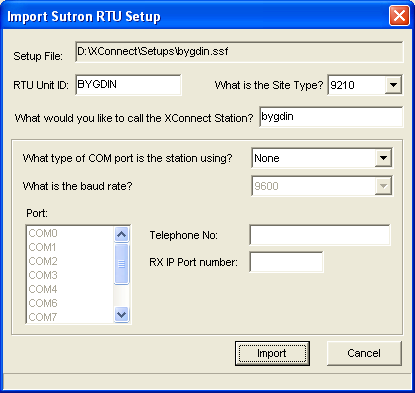 Import Sutron RTU Setup
Setup File: D:\XConnect\Setups\bygdin.ssf
RTU Unit ID: BYGDIN What is the Site Type? 9210
What would you like to call the XConnect Station? bygdin
What type of COM port is the station using? None
What is the baud rate? 9600
Port:
COM0
COM1
COM2
COM3
COM4
COM6
COM7
Telephone No:
RX IP Port number:
Import Cancel